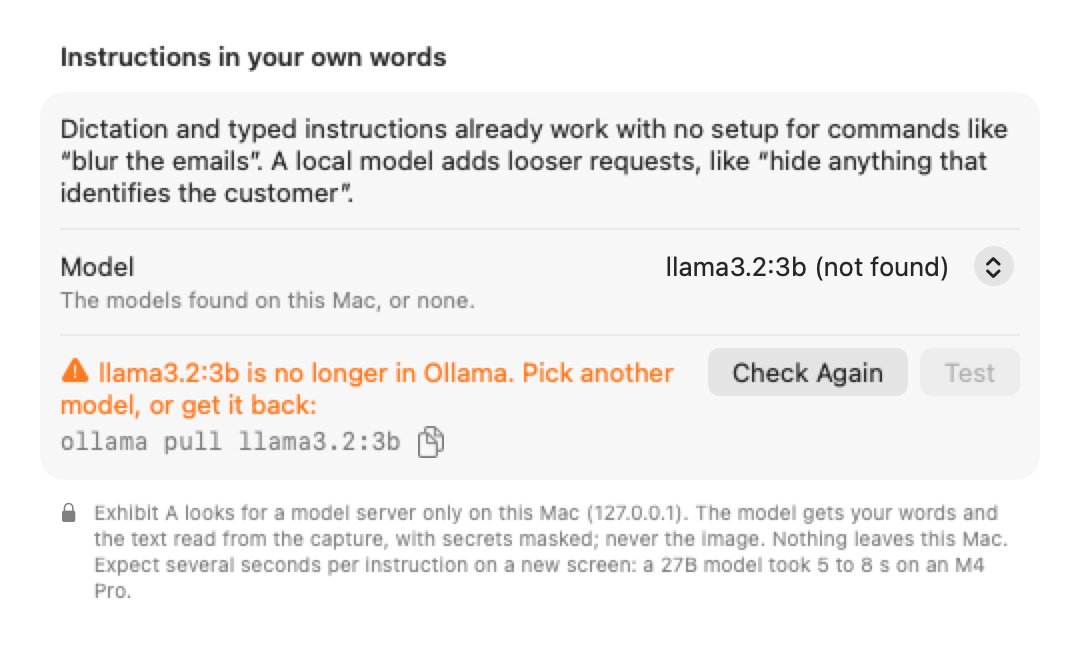 Instructions in your own words
Dictation and typed instructions already work with no setup for commands like
“blur the emails”. A local model adds looser requests, like “hide anything that
identifies the customer”.
Model
llama3.2:3b (not found)
The models found on this Mac, or none.
llama3.2:3b is no longer in Ollama. Pick another
model, or get it back:
Check Again
Test
ollama pull llama3.2:3b
Exhibit A looks for a model server only on this Mac (127.0.0.1). The model gets your words and
the text read from the capture, with secrets masked; never the image. Nothing leaves this Mac.
Expect several seconds per instruction on a new screen: a 27B model took 5 to 8 s on an M4
Pro.